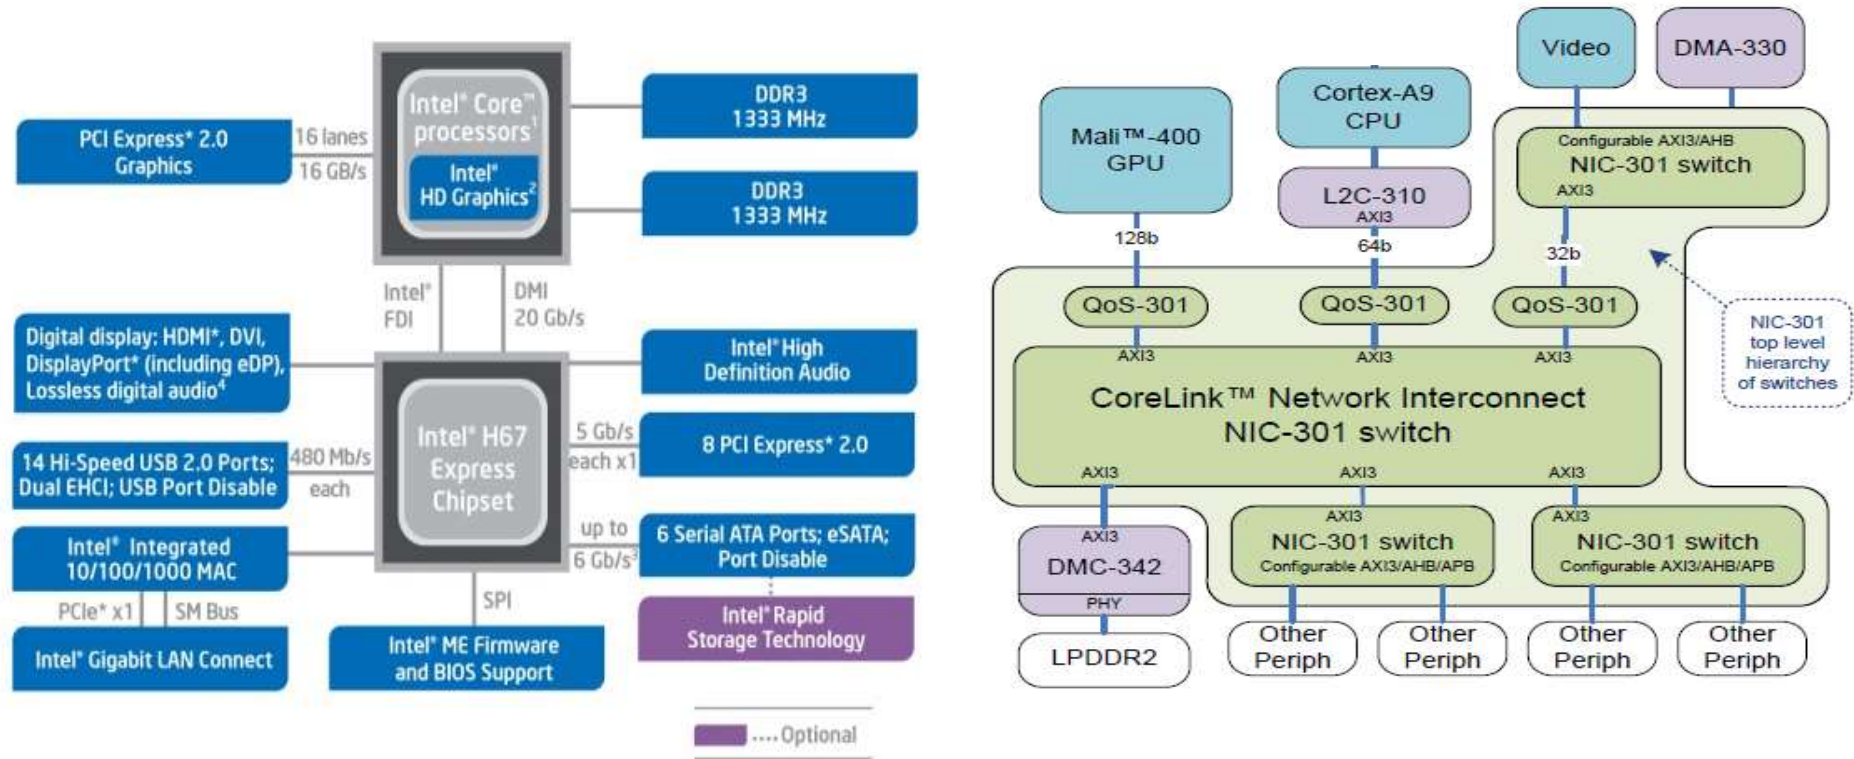 Intel® Core™
processors¹
Intel®
HD Graphics²
PCI Express* 2.0
Graphics
16 lanes
16 GB/s
DDR3
1333 MHz
DDR3
1333 MHz
Intel®
FDI
DMI
20 Gb/s
Digital display: HDMI*, DVI,
DisplayPort* (including eDP),
Lossless digital audio⁴
Intel® High
Definition Audio
Intel® H67
Express
Chipset
5 Gb/s
each x1
8 PCI Express* 2.0
14 Hi-Speed USB 2.0 Ports;
Dual EHCI; USB Port Disable
480 Mb/s
each
up to
6 Gb/s³
6 Serial ATA Ports; eSATA;
Port Disable
Intel® Integrated
10/100/1000 MAC
PCIe* x1
SM Bus
SPI
Intel® Rapid
Storage Technology
Intel® Gigabit LAN Connect
Intel® ME Firmware
and BIOS Support
....Optional
Video
DMA-330
Cortex-A9
CPU
Mali™-400
GPU
Configurable AXI3/AHB
NIC-301 switch
AXI3
L2C-310
AXI3
128b
64b
32b
QoS-301
QoS-301
QoS-301
NIC-301
top level
hierarchy
of switches
AXI3
AXI3
AXI3
CoreLink™ Network Interconnect
NIC-301 switch
AXI3
AXI3
AXI3
AXI3
DMC-342
PHY
LPDDR2
AXI3
NIC-301 switch
Configurable AXI3/AHB/APB
AXI3
NIC-301 switch
Configurable AXI3/AHB/APB
Other
Periph
Other
Periph
Other
Periph
Other
Periph